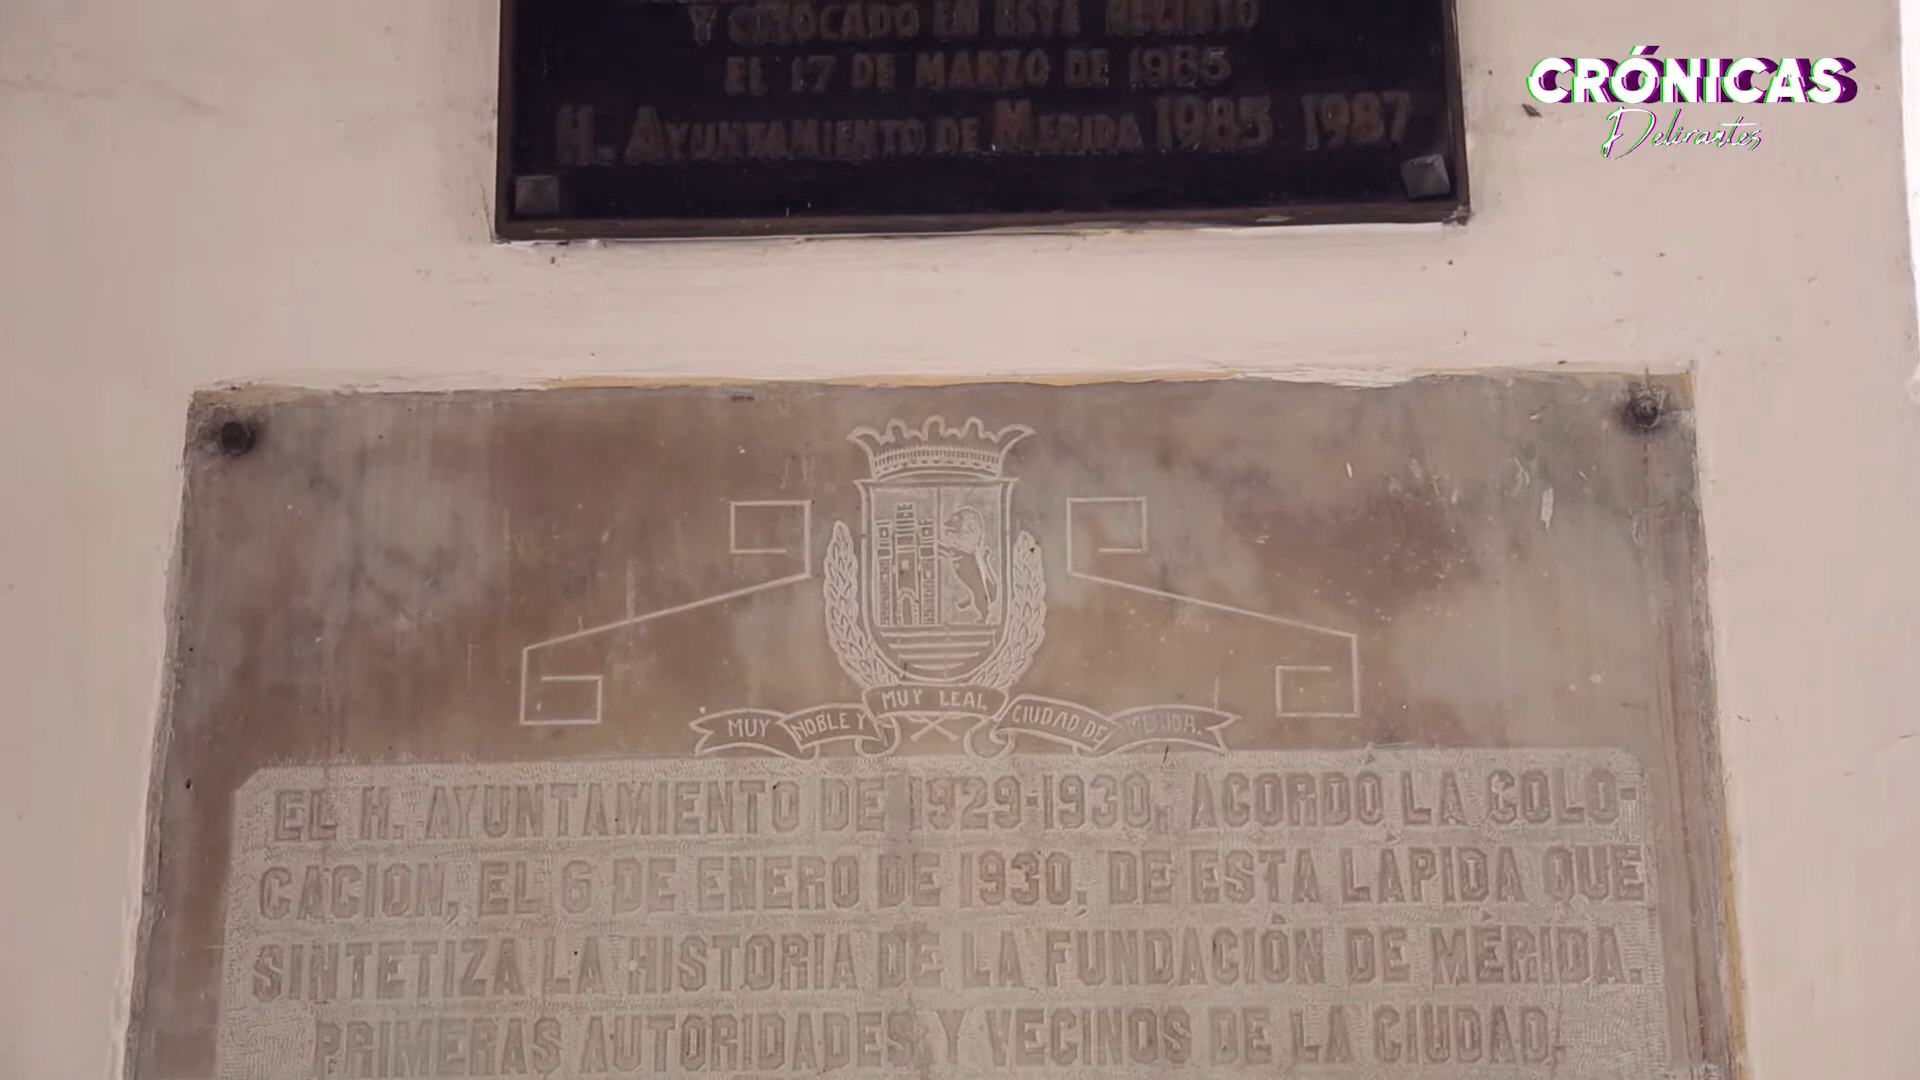 Y COLOCADO EN ESTE RECINTO
EL 17 DE MARZO DE 1985
H. AYUNTAMIENTO DE MERIDA 1985 1987
CRÓNICAS
Delirantes
MUY NOBLE Y MUY LEAL CIUDAD DE MERIDA.
EL H. AYUNTAMIENTO DE 1929-1930, ACORDÓ LA COLO-
CACION, EL 6 DE ENERO DE 1930, DE ESTA LÁPIDA QUE
SINTETIZA LA HISTORIA DE LA FUNDACIÓN DE MÉRIDA.
PRIMERAS AUTORIDADES Y VECINOS DE LA CIUDAD,